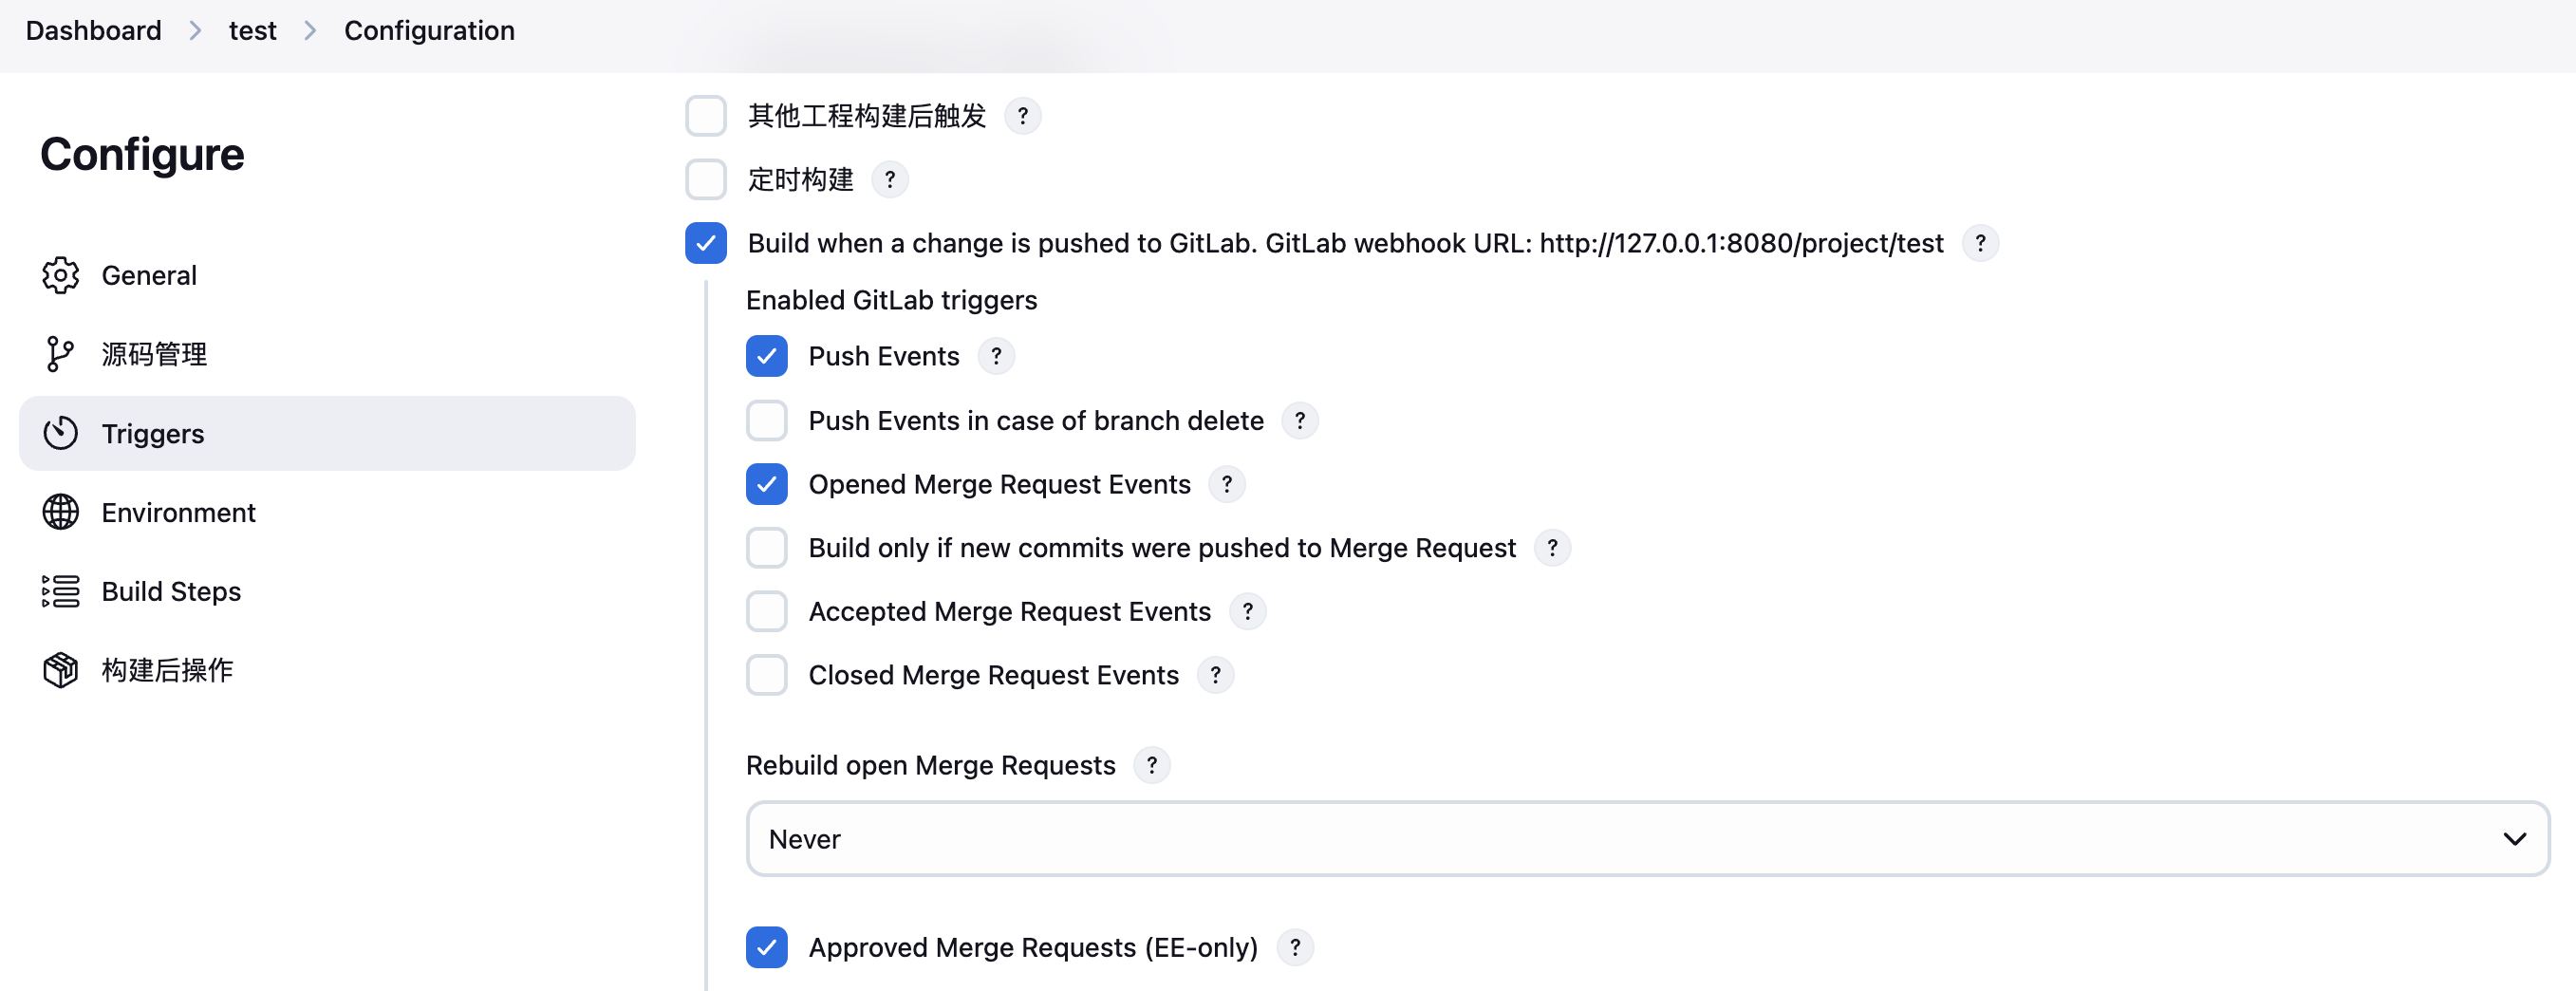 Dashboard > test > Configuration
Configure
General
源码管理
Triggers
Environment
Build Steps
构建后操作
其他工程构建后触发 ?
定时构建 ?
Build when a change is pushed to GitLab. GitLab webhook URL: http://127.0.0.1:8080/project/test ?
Enabled GitLab triggers
Push Events ?
Push Events in case of branch delete ?
Opened Merge Request Events ?
Build only if new commits were pushed to Merge Request ?
Accepted Merge Request Events ?
Closed Merge Request Events ?
Rebuild open Merge Requests ?
Never
Approved Merge Requests (EE-only) ?